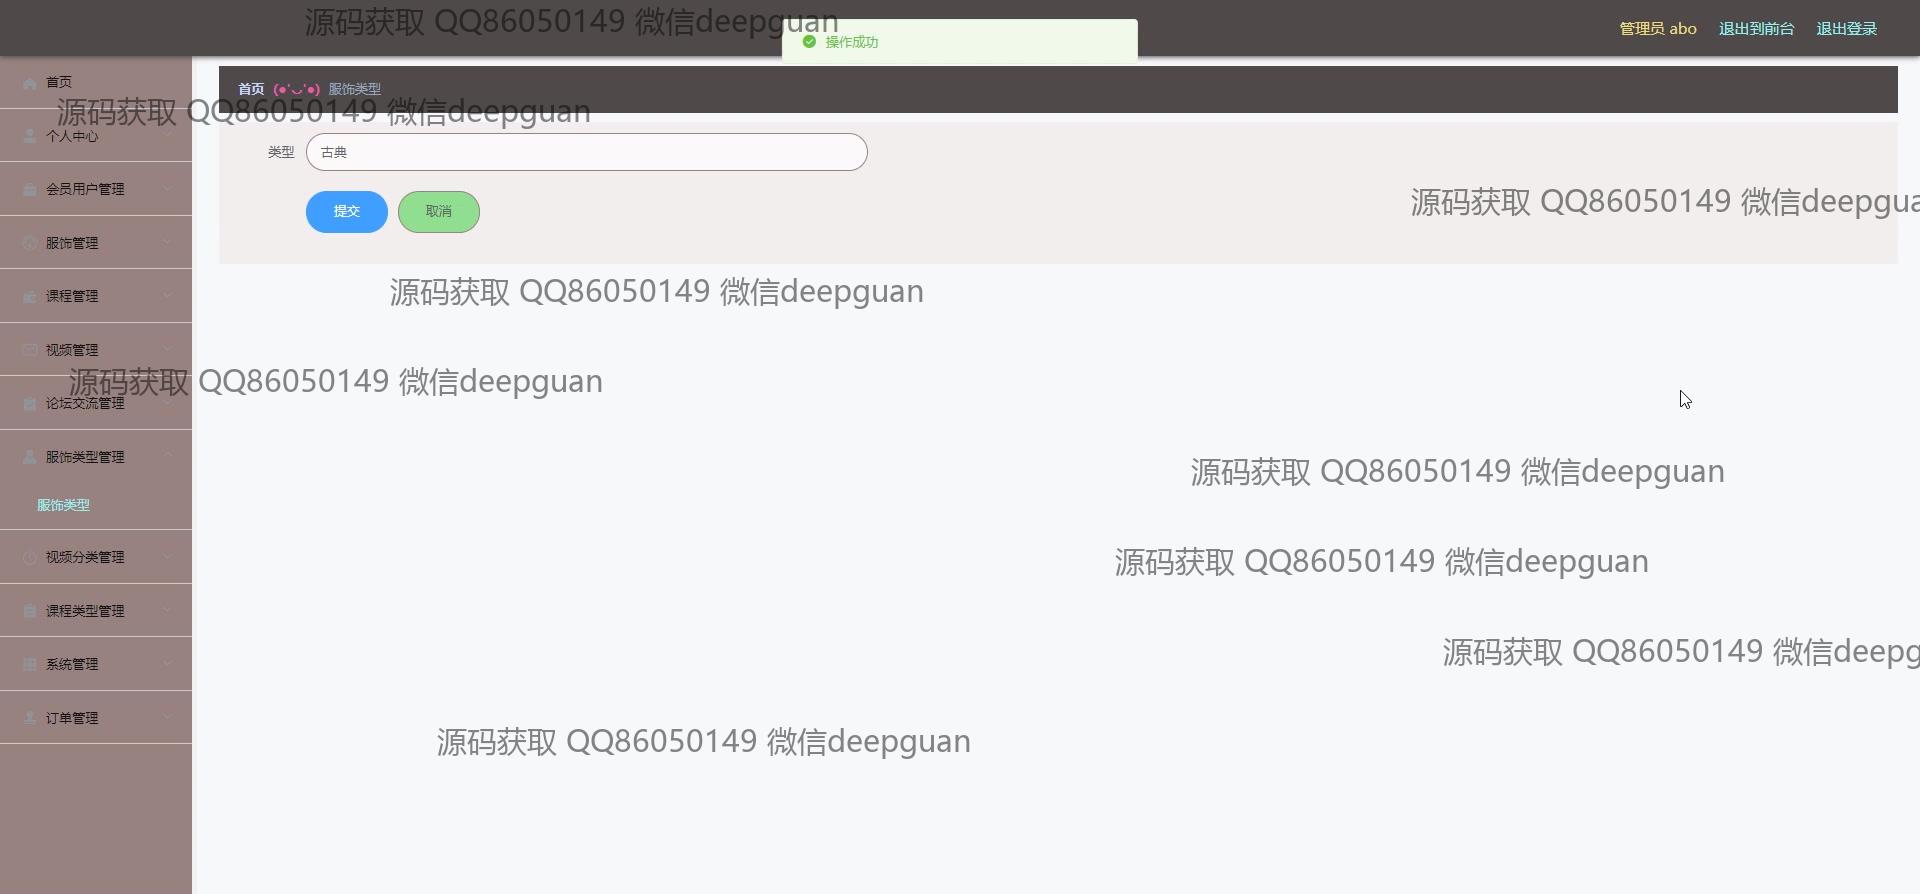 源码获取 QQ86050149 微信deepguan
操作成功
管理员 abo 退出到前台 退出登录
首页
首页 (●'◡'●) 服饰类型
源码获取 QQ86050149 微信deepguan
个人中心
类型 古典
会员用户管理
源码获取 QQ86050149 微信deepgua
提交 取消
服饰管理
源码获取 QQ86050149 微信deepguan
课程管理
视频管理
源码获取 QQ86050149 微信deepguan
论坛交流管理
服饰类型管理
源码获取 QQ86050149 微信deepguan
服饰类型
视频分类管理
源码获取 QQ86050149 微信deepguan
课程类型管理
源码获取 QQ86050149 微信deepg
系统管理
订单管理
源码获取 QQ86050149 微信deepguan